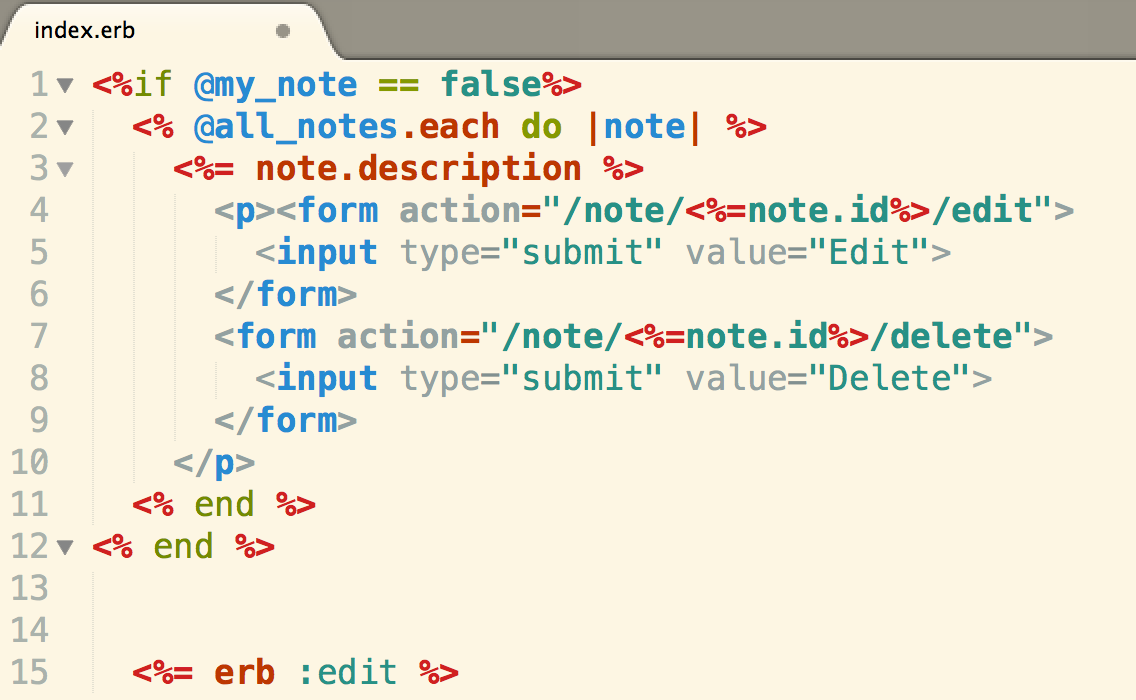 index.erb
1 <%if @my_note == false%>
2 <% @all_notes.each do |note| %>
3 <%= note.description %>
4 <p><form action="/note/<%=note.id%>/edit">
5 <input type="submit" value="Edit">
6 </form>
7 <form action="/note/<%=note.id%>/delete">
8 <input type="submit" value="Delete">
9 </form>
10 </p>
11 <% end %>
12 <% end %>
13
14
15 <%= erb :edit %>